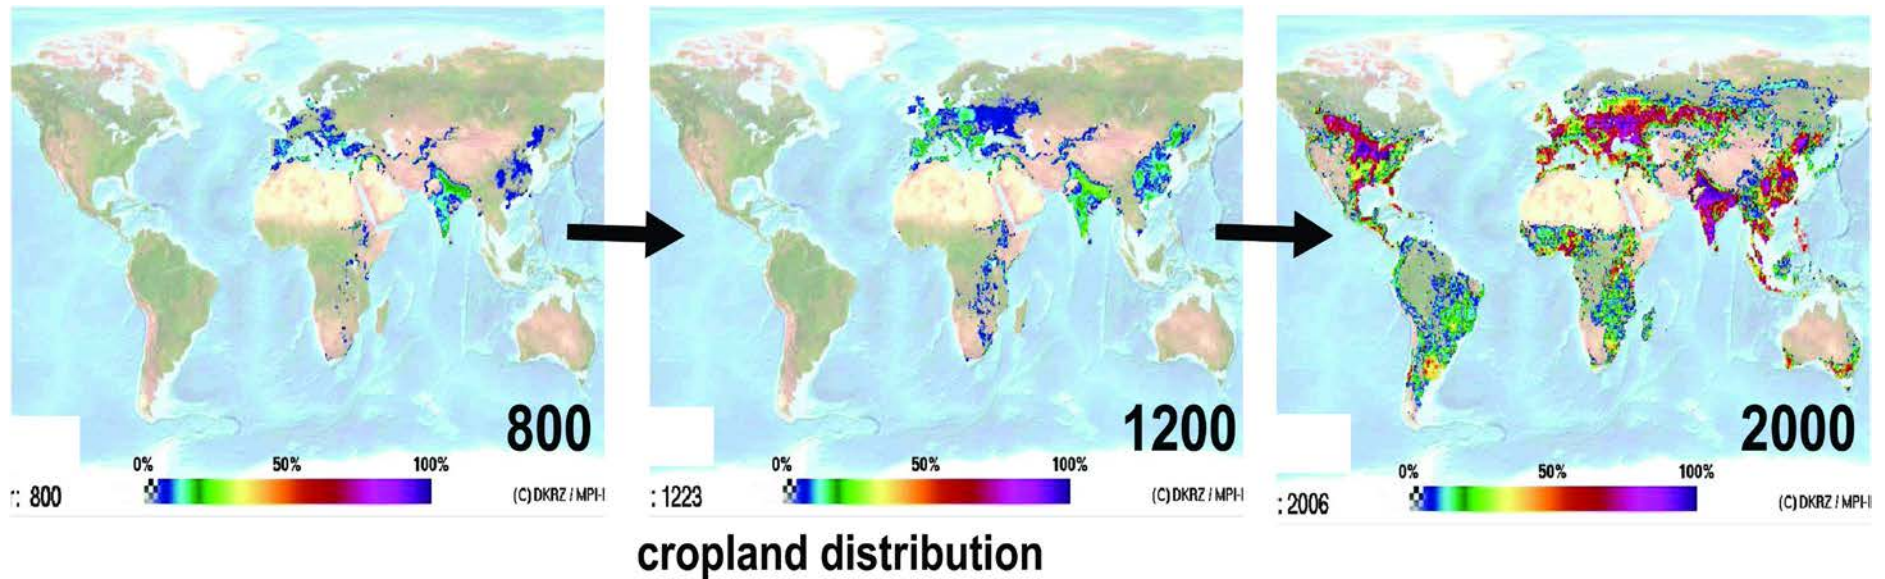 800
0% 50% 100%
r: 800
(C) DKRZ / MPI-I
1200
0% 50% 100%
: 1223
(C) DKRZ / MPI-I
2000
0% 50% 100%
: 2006
(C) DKRZ / MPI-I
cropland distribution